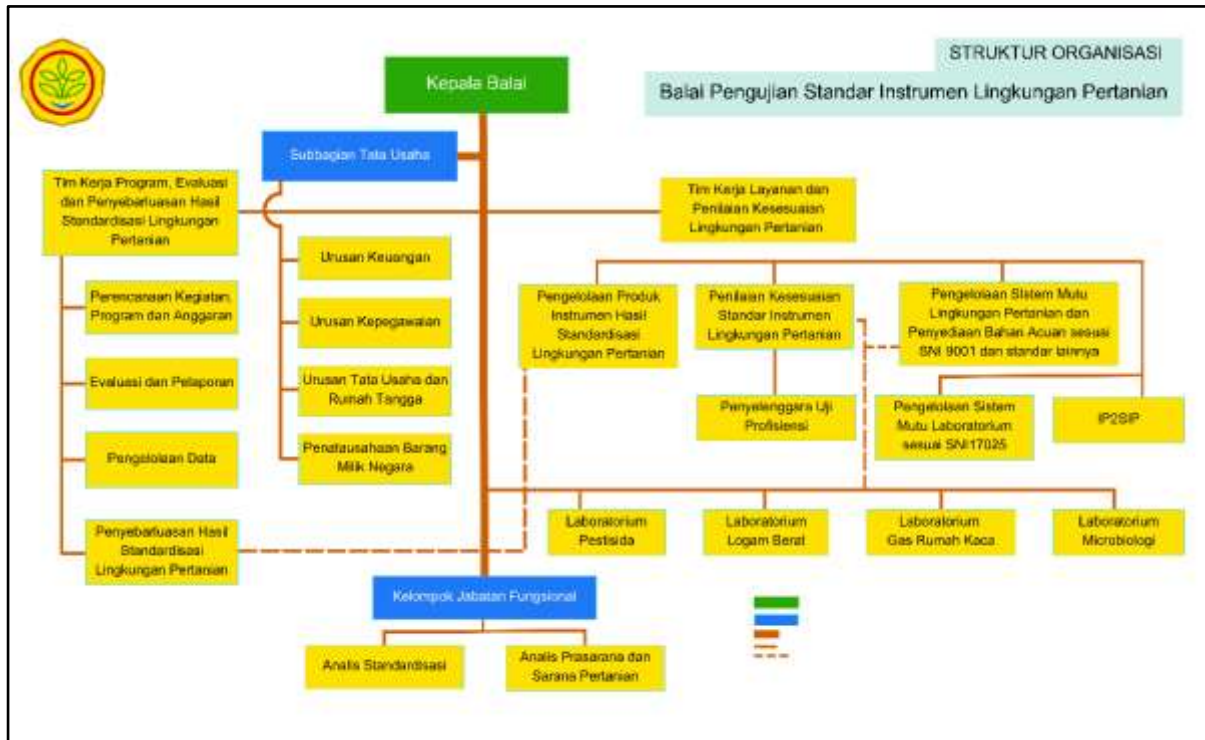 STRUKTUR ORGANISASI
Balai Pengujian Standar Instrumen Lingkungan Pertanian
Kepala Balai
Subbagian Tata Usaha
Tim Kerja Program, Evaluasi
dan Penyebarluasan Hasil
Standardisasi Lingkungan
Pertanian
Tim Kerja Layanan dan
Penilaian Kesesuaian
Lingkungan Pertanian
Urusan Keuangan
Urusan Kepegawaian
Urusan Tata Usaha dan
Rumah Tangga
Penatausahaan Barang
Milik Negara
Perencanaan Kegiatan,
Program dan Anggaran
Evaluasi dan Pelaporan
Pengelolaan Data
Penyebarluasan Hasil
Standardisasi
Lingkungan Pertanian
Pengelolaan Produk
Instrumen Hasil
Standardisasi
Lingkungan Pertanian
Penilaian Kesesuaian
Standar Instrumen
Lingkungan Pertanian
Pengelolaan Sistem Mutu
Lingkungan Pertanian dan
Penyediaan Bahan Acuan sesuai
SNI 9001 dan standar lainnya
Penyelenggara Uji
Profisiensi
Pengelolaan Sistem
Mutu Laboratorium
sesuai SNI17025
IP2SIP
Laboratorium
Pestisida
Laboratorium
Logam Berat
Laboratorium
Gas Rumah Kaca
Laboratorium
Microbiologi
Kelompok Jabatan Fungsional
Analis Standardisasi
Analis Prasarana dan
Sarana Pertanian